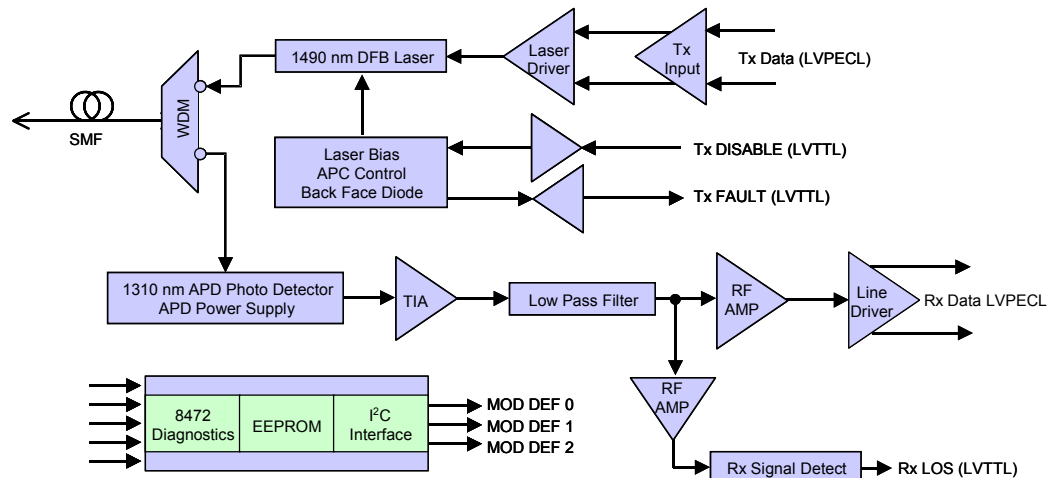 1490 nm DFB Laser
Laser
Driver
Tx
Input
Tx Data (LVPECL)
WDM
SMF
Laser Bias
APC Control
Back Face Diode
Tx DISABLE (LVTTL)
Tx FAULT (LVTTL)
1310 nm APD Photo Detector
APD Power Supply
TIA
Low Pass Filter
RF
AMP
Line
Driver
Rx Data LVPECL
RF
AMP
8472
Diagnostics
EEPROM
I²C
Interface
MOD DEF 0
MOD DEF 1
MOD DEF 2
Rx Signal Detect
Rx LOS (LVTTL)